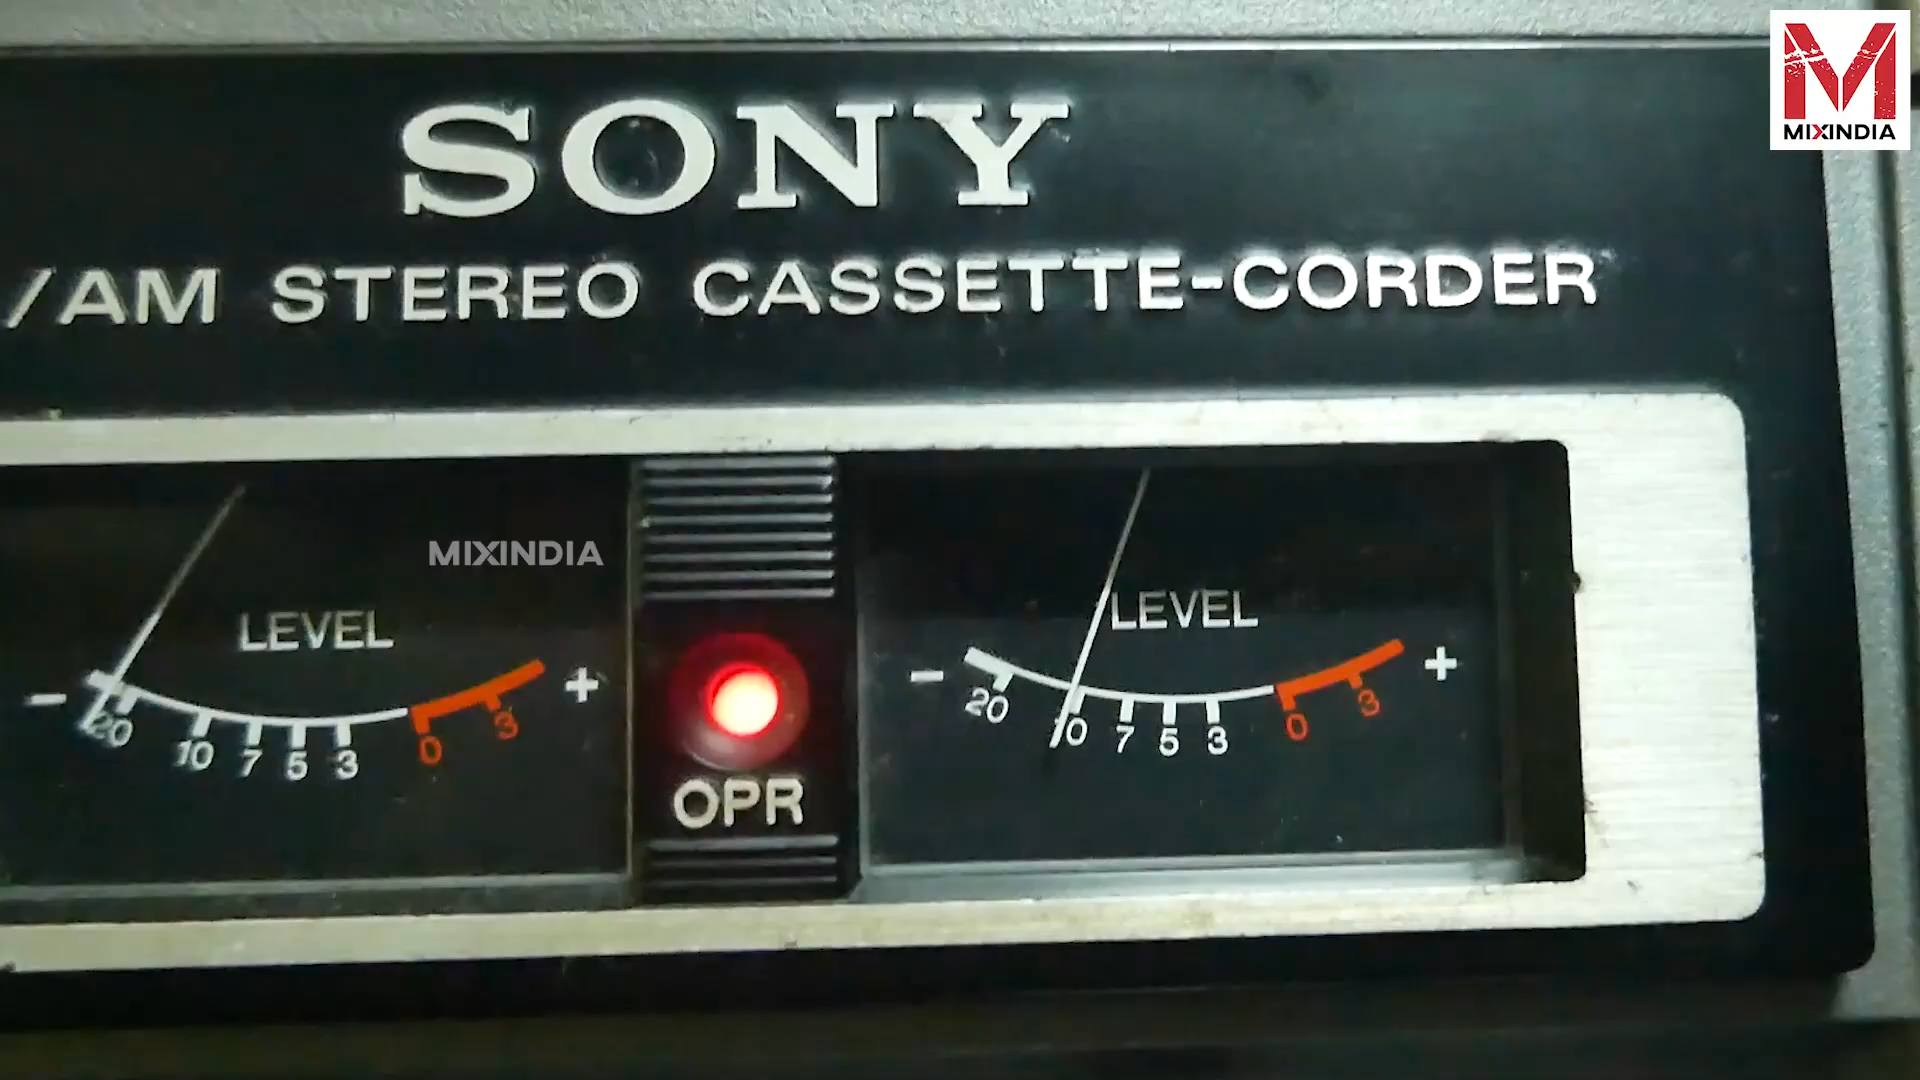 M
MIXINDIA
SONY
/AM STEREO CASSETTE-CORDER
MIXINDIA
LEVEL
- 20 10 7 5 3 0 3 +
OPR
LEVEL
- 20 10 7 5 3 0 3 +